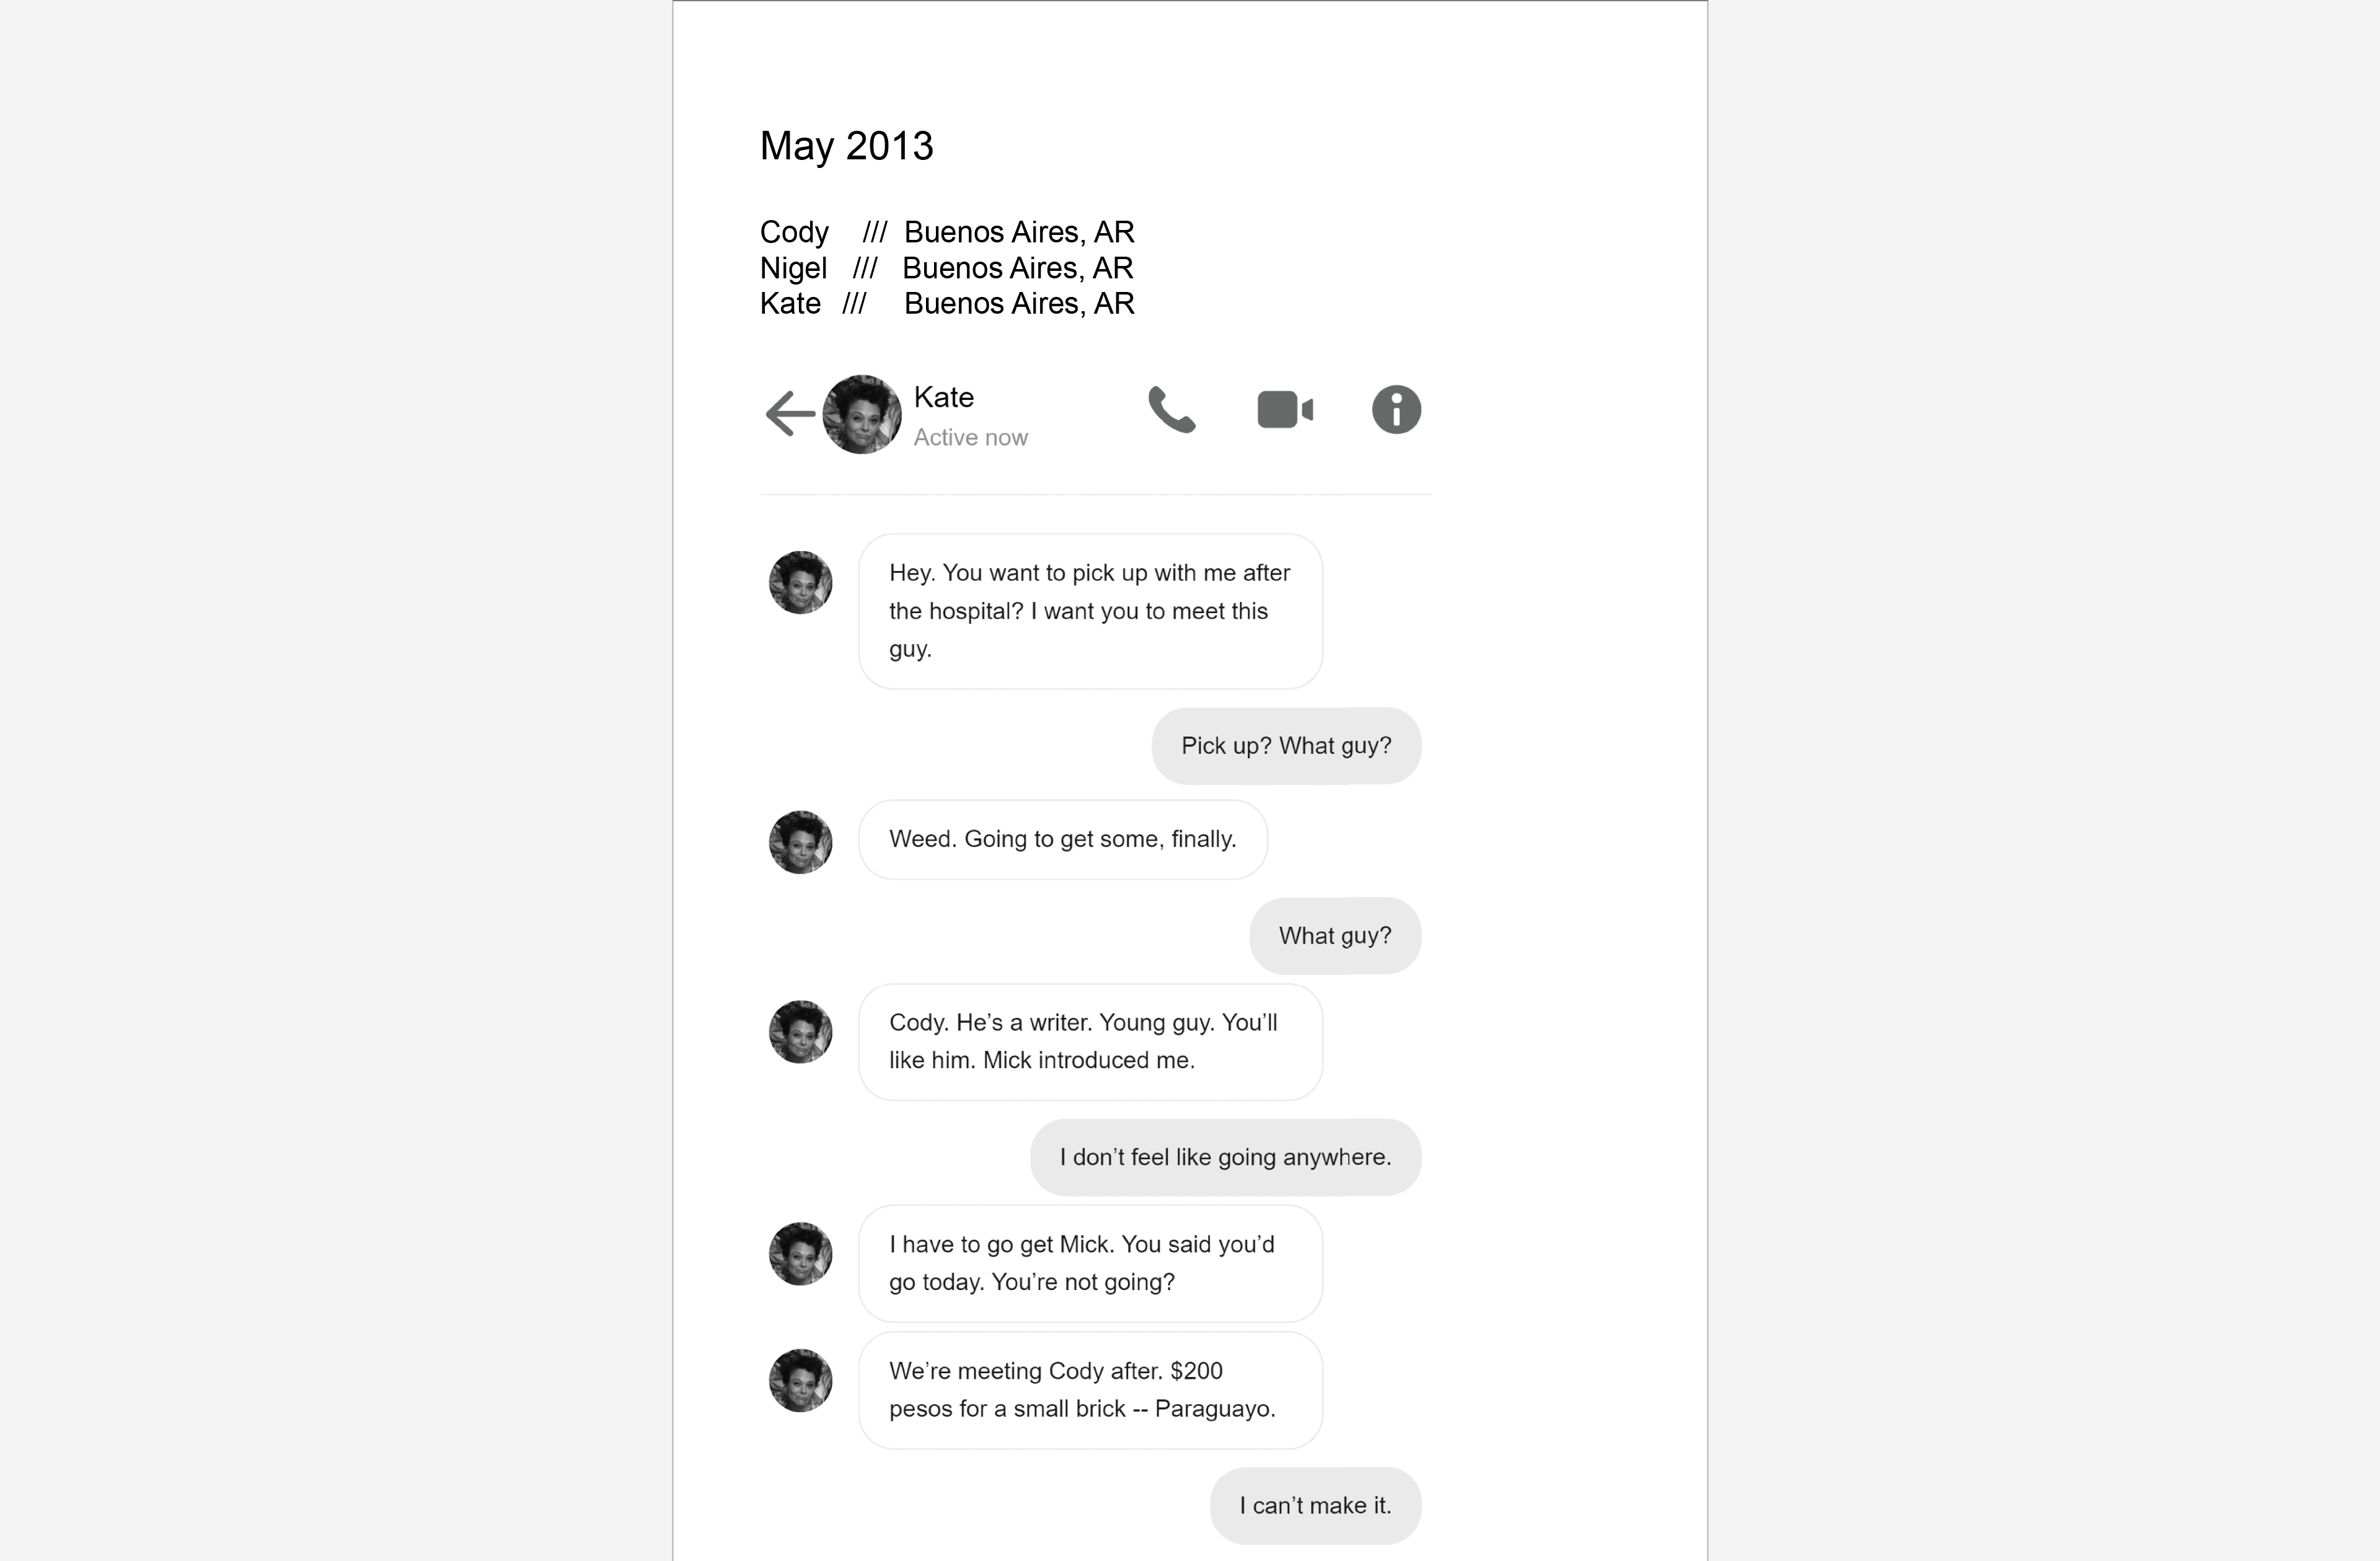 May 2013
Cody /// Buenos Aires, AR
Nigel /// Buenos Aires, AR
Kate /// Buenos Aires, AR
Kate
Active now
Hey. You want to pick up with me after
the hospital? I want you to meet this
guy.
Pick up? What guy?
Weed. Going to get some, finally.
What guy?
Cody. He’s a writer. Young guy. You’ll
like him. Mick introduced me.
I don’t feel like going anywhere.
I have to go get Mick. You said you’d
go today. You’re not going?
We’re meeting Cody after. $200
pesos for a small brick -- Paraguayo.
I can’t make it.